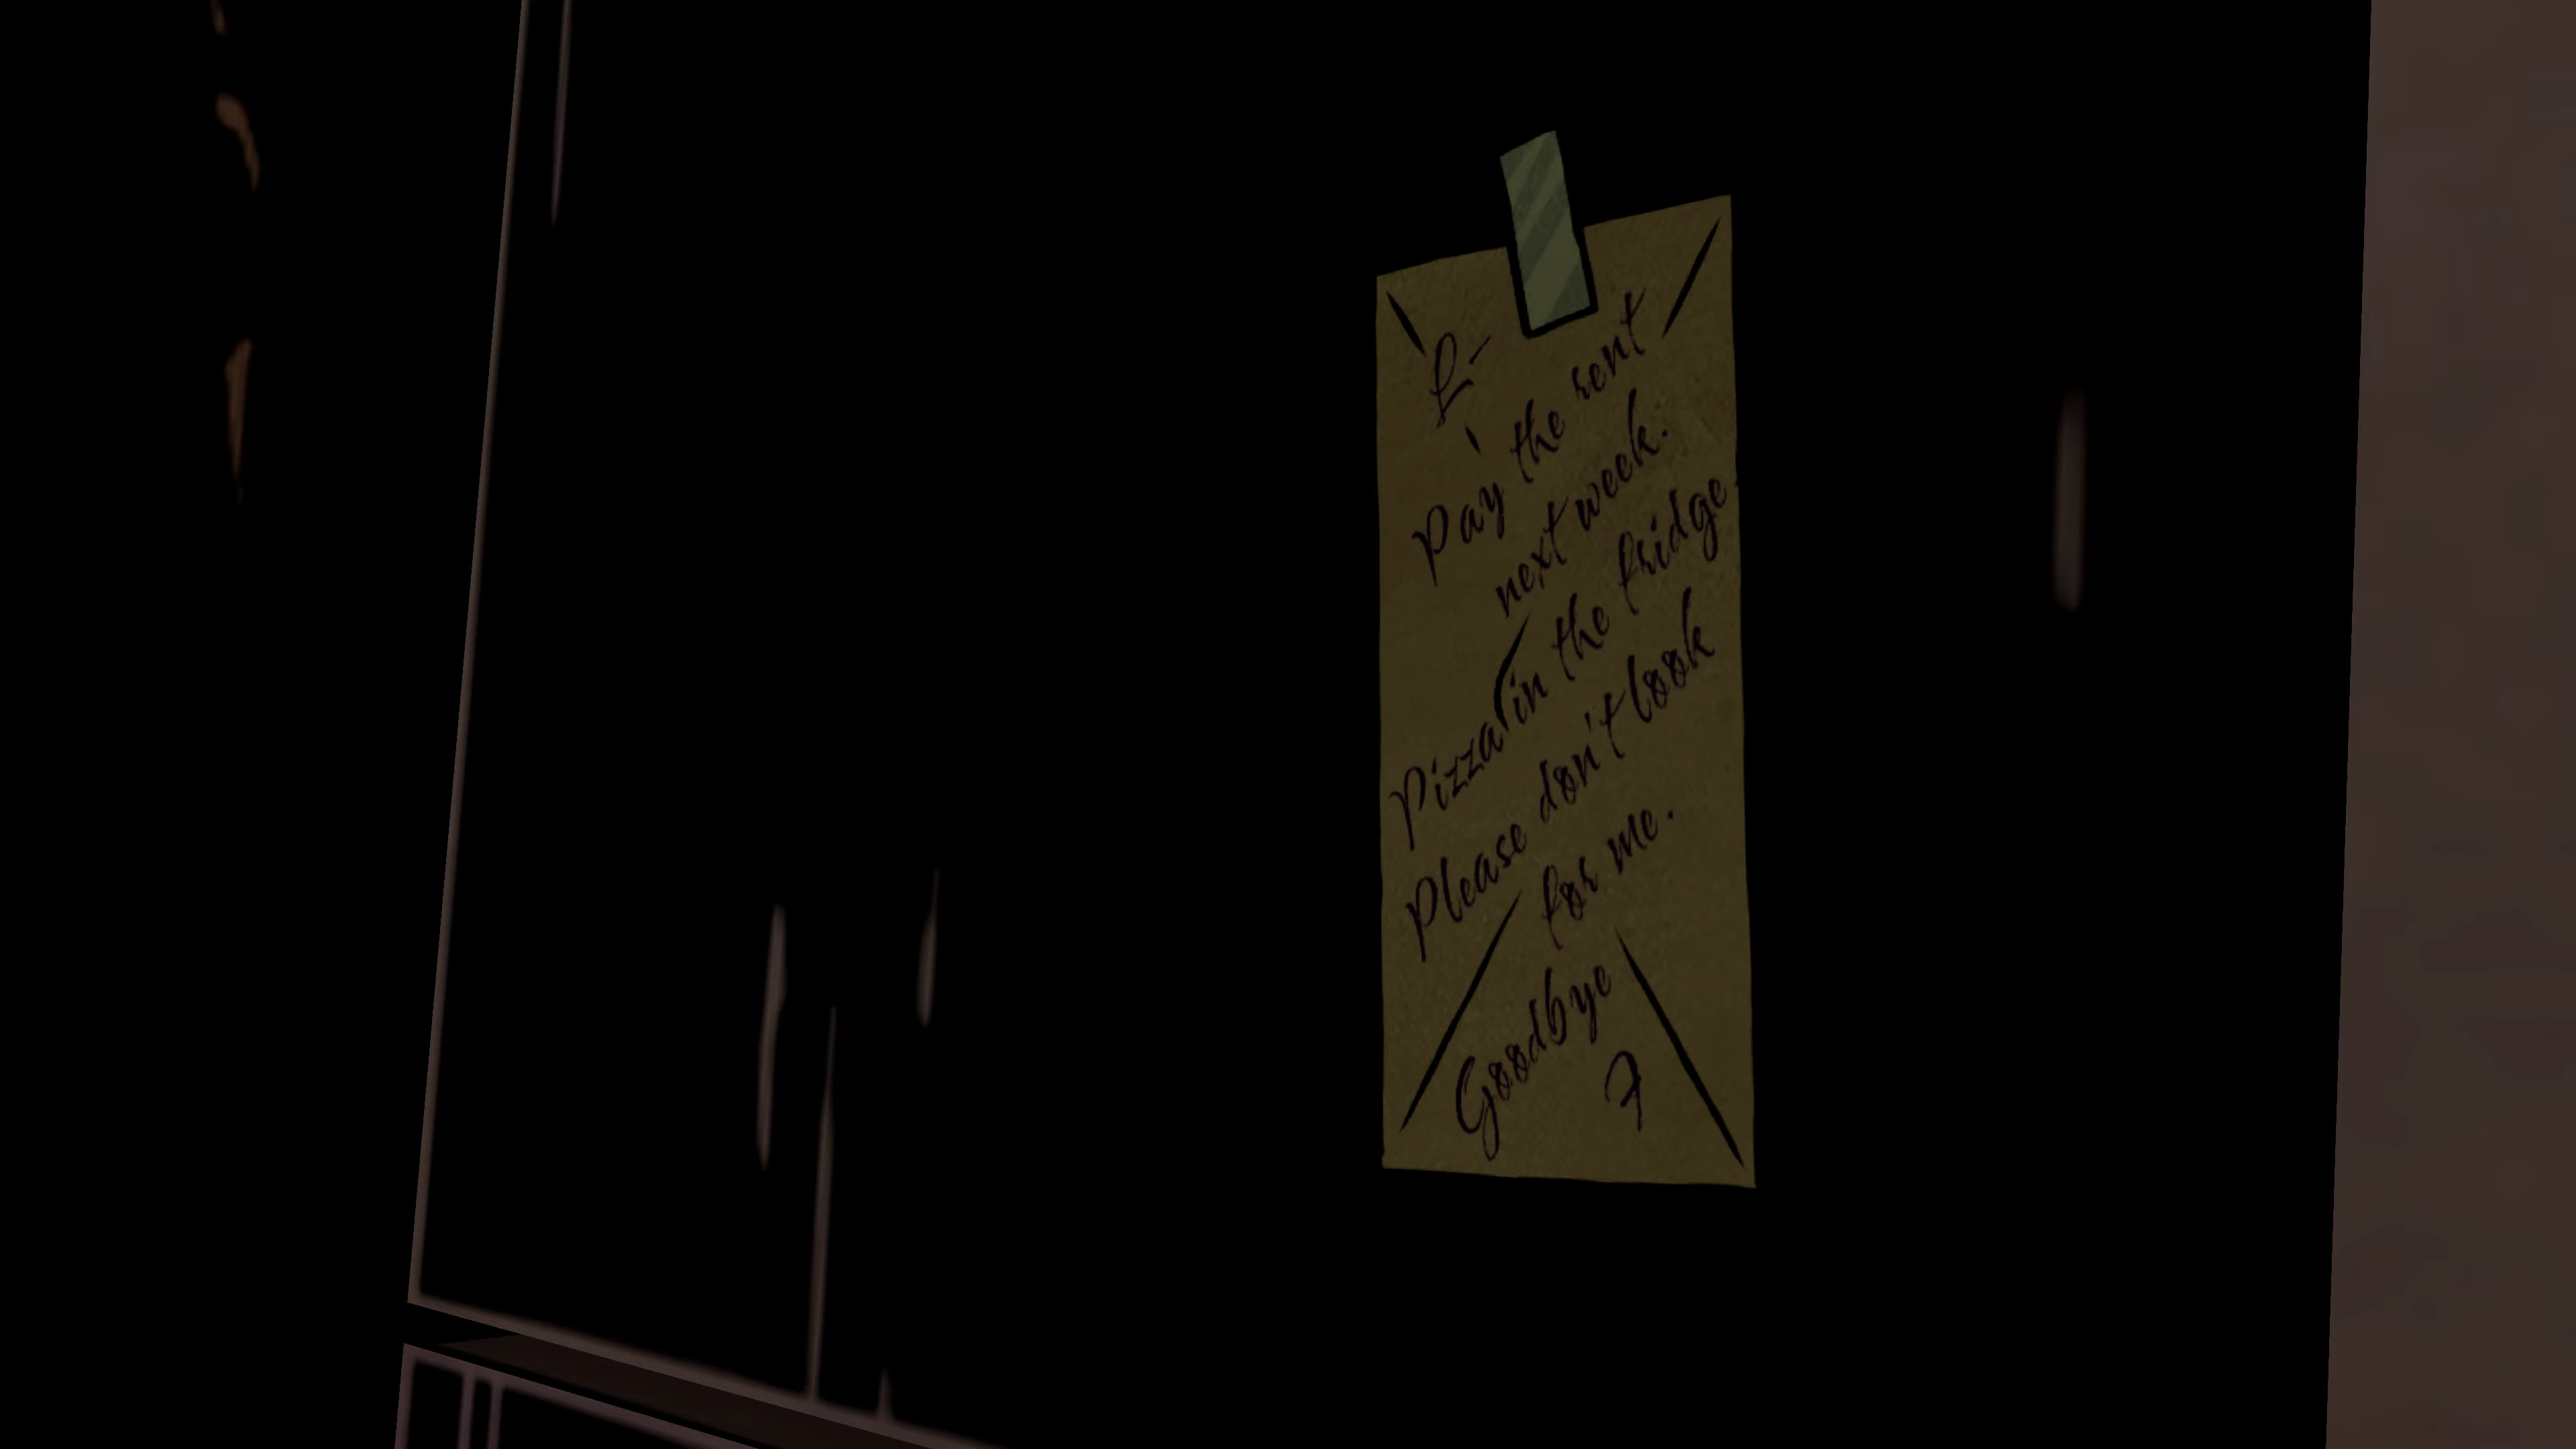 L-
Pay the rent
next week.
Pizza in the fridge.
Please don't look
for me.
Goodbye
F